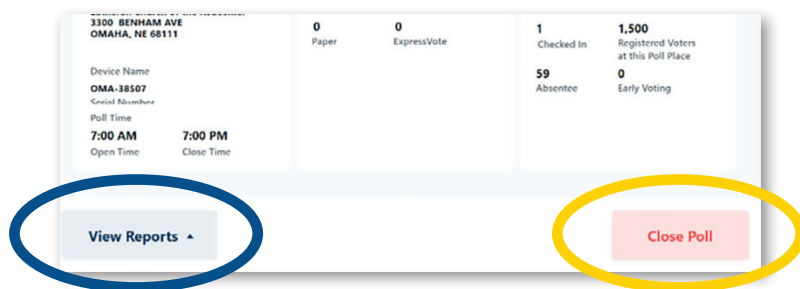 3300 BENHAM AVE
OMAHA, NE 68111
Device Name
OMA-38507
Serial Number
Poll Time
7:00 AM 7:00 PM
Open Time Close Time
0 0
Paper ExpressVote
1 1,500
Checked In Registered Voters
at this Poll Place
59 0
Absentee Early Voting
View Reports
Close Poll